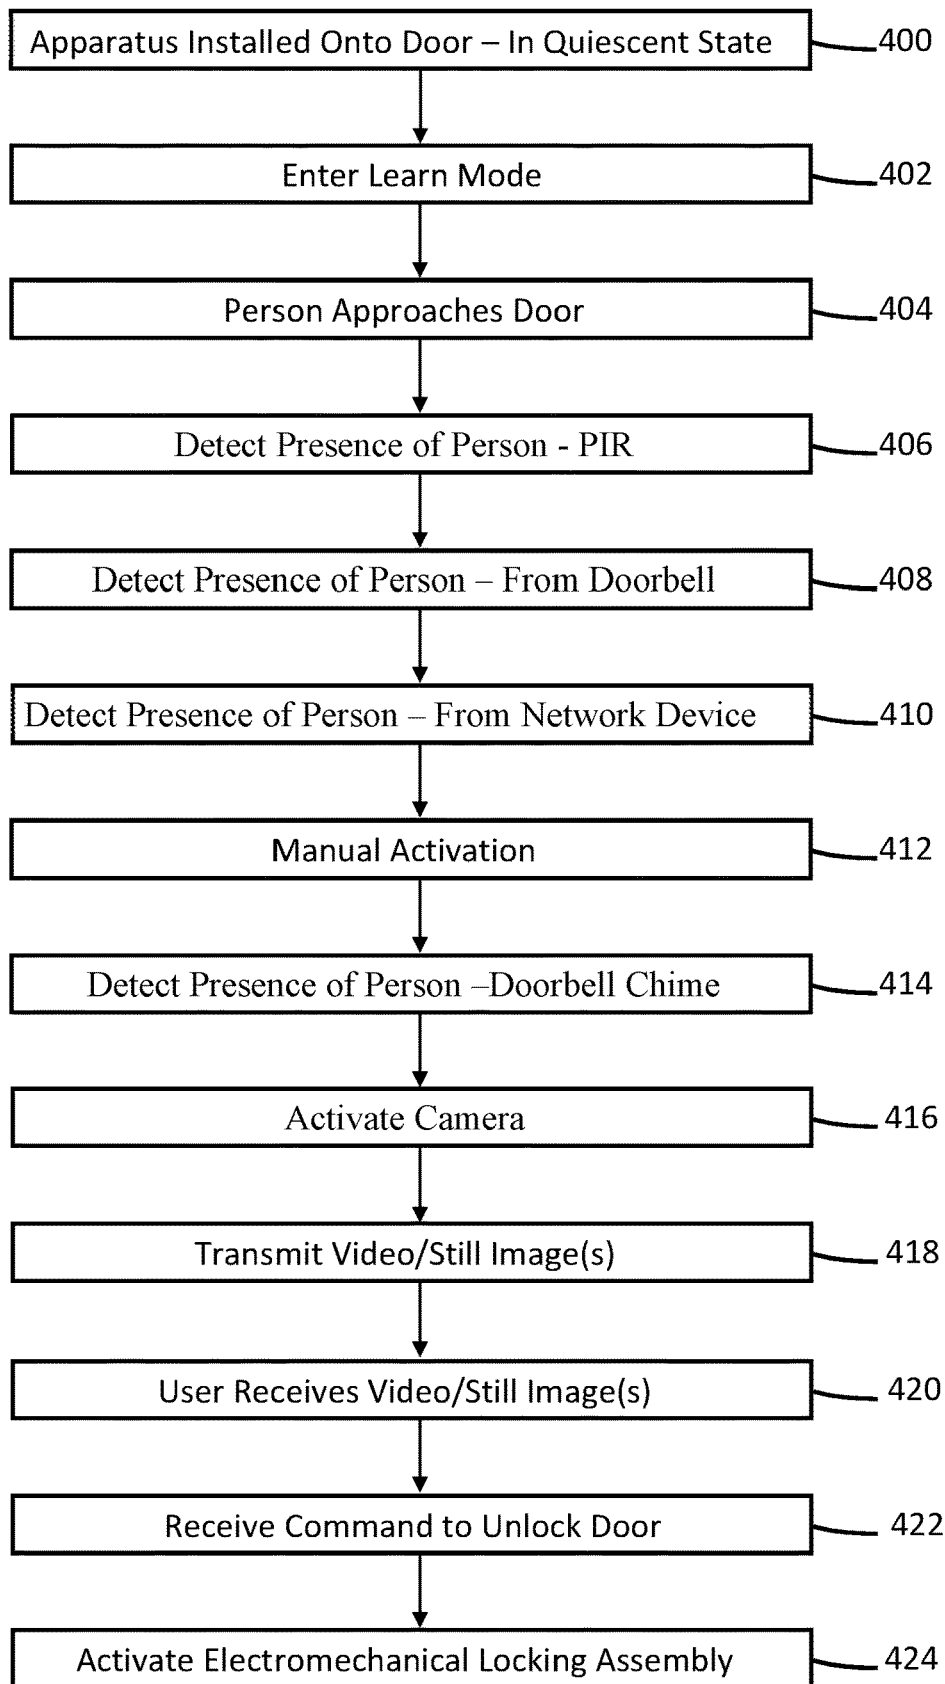 Apparatus Installed Onto Door – In Quiescent State 400
Enter Learn Mode 402
Person Approaches Door 404
Detect Presence of Person - PIR 406
Detect Presence of Person – From Doorbell 408
Detect Presence of Person – From Network Device 410
Manual Activation 412
Detect Presence of Person –Doorbell Chime 414
Activate Camera 416
Transmit Video/Still Image(s) 418
User Receives Video/Still Image(s) 420
Receive Command to Unlock Door 422
Activate Electromechanical Locking Assembly 424